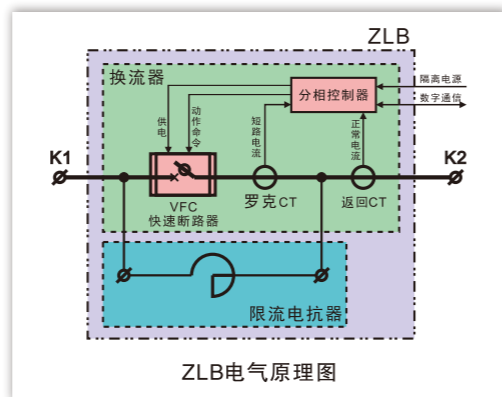 ZLB
换流器
分相控制器
隔离电源
数字通信
供电
动作命令
短路电流
正常电流
K1
K2
VFC
快速断路器
罗克CT
返回CT
限流电抗器
ZLB电气原理图